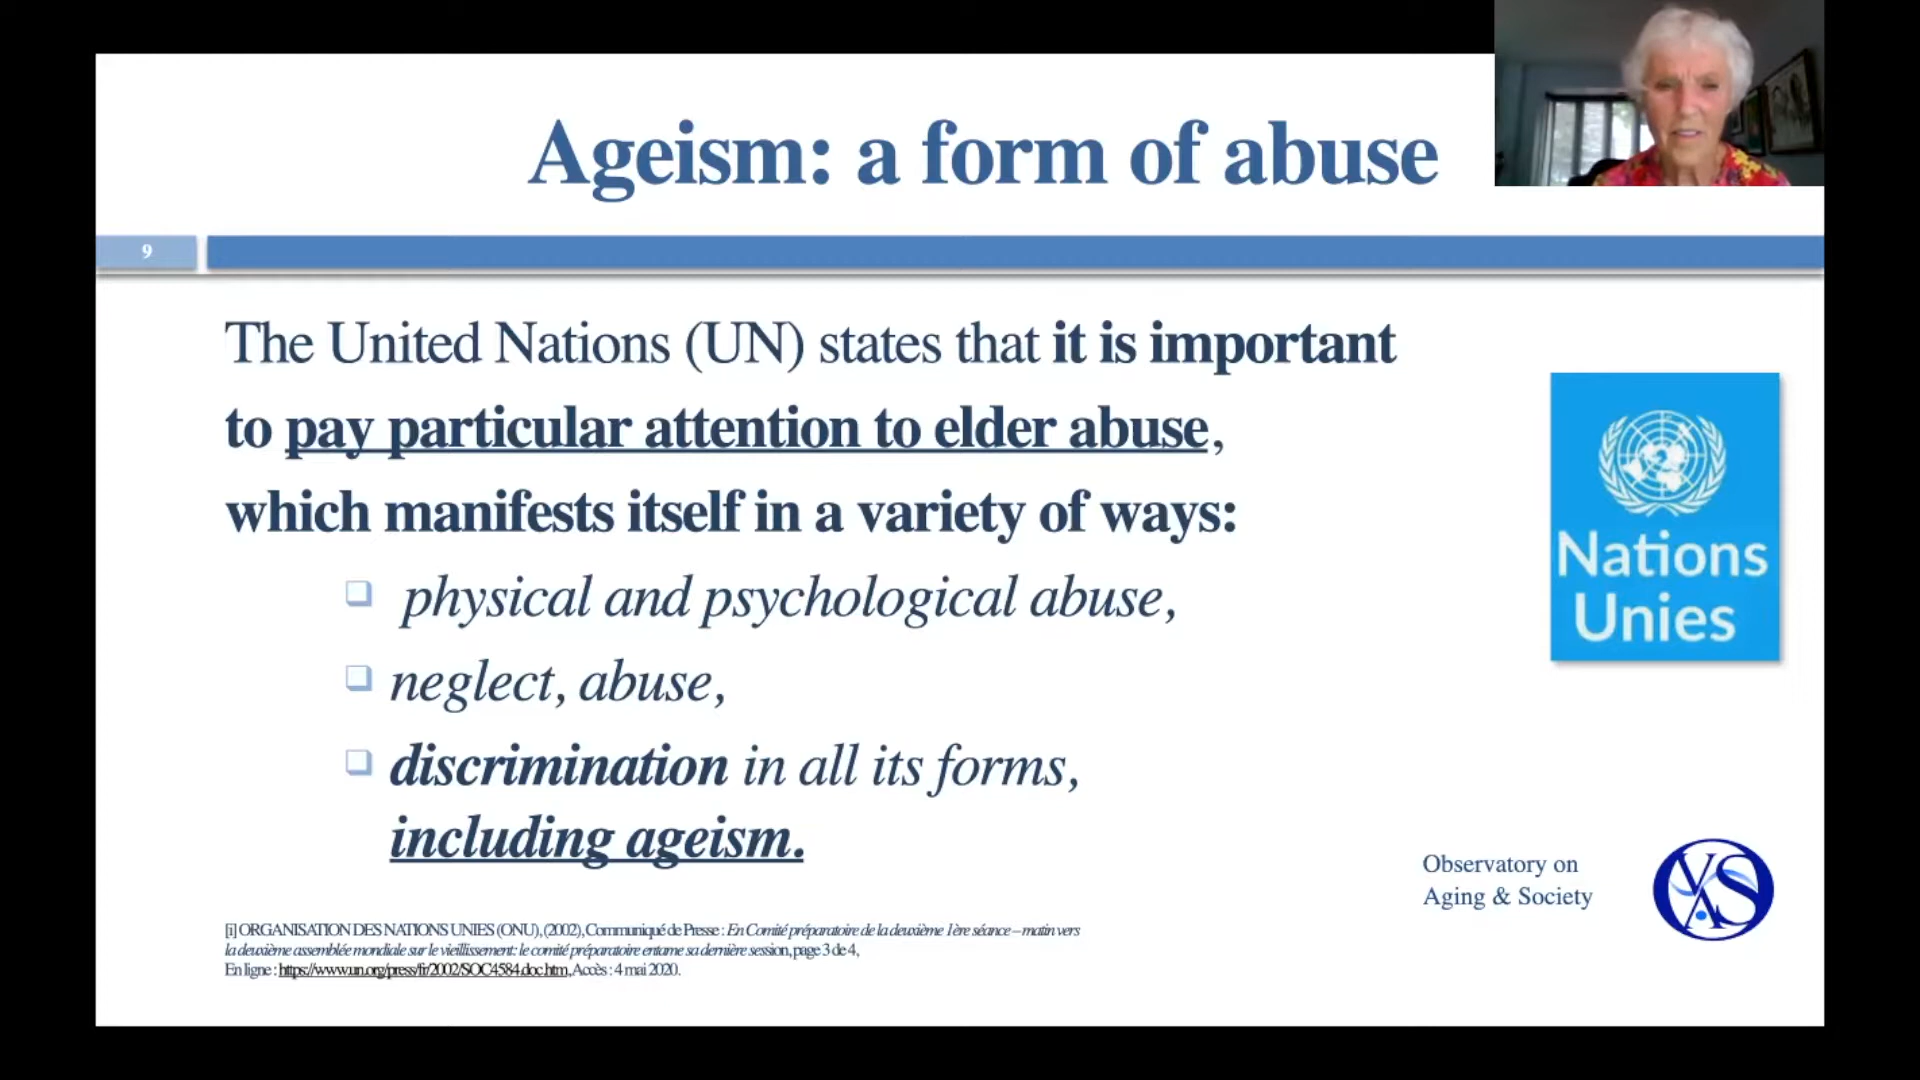 Ageism: a form of abuse
9
The United Nations (UN) states that it is important
to pay particular attention to elder abuse,
which manifests itself in a variety of ways:
physical and psychological abuse,
neglect, abuse,
discrimination in all its forms,
including ageism.
Nations
Unies
Observatory on
Aging & Society
OVAS
[i] ORGANISATION DES NATIONS UNIES (ONU), (2002), Communiqué de Presse : En Comité préparatoire de la deuxième 1ère séance – matin vers
la deuxième assemblée mondiale sur le vieillissement: le comité préparatoire entame sa dernière session, page 3 de 4,
En ligne : https://www.un.org/press/fr/2002/SOC4584.doc.htm, Accès : 4 mai 2020.